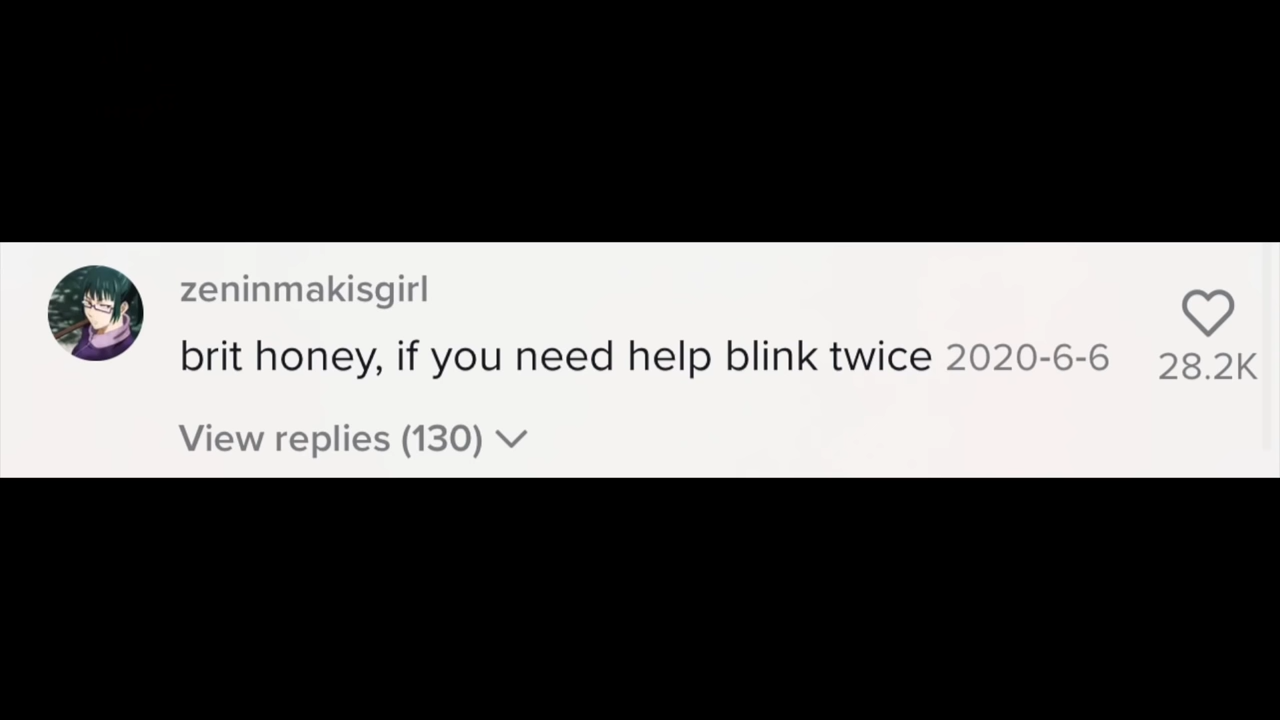 zeninmakisgirl
brit honey, if you need help blink twice 2020-6-6
28.2K
View replies (130)